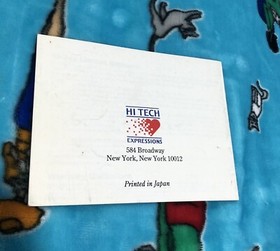 HI TECH
EXPRESSIONS
584 Broadway
New York, New York 10012
Printed in Japan